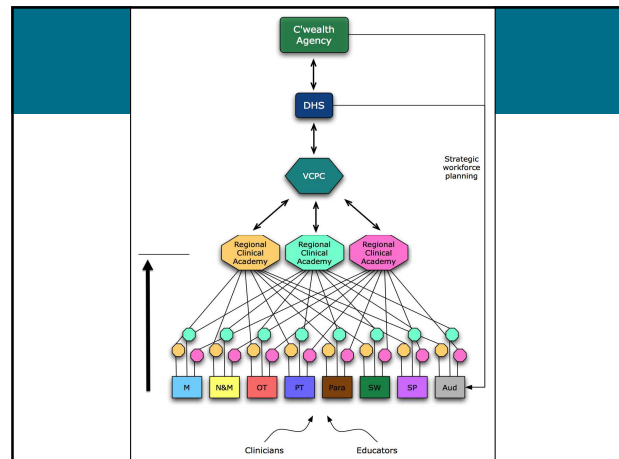 C'wealth
Agency
DHS
Strategic
workforce
planning
VCPC
Regional
Clinical
Academy
Regional
Clinical
Academy
Regional
Clinical
Academy
M
N&M
OT
PT
Para
SW
SP
Aud
Clinicians
Educators